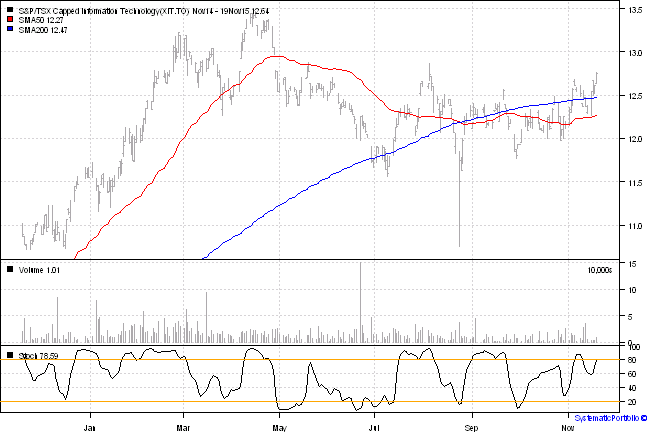 S&P/TSX Capped Information Technology(XIT.TO) Nov14 - 19Nov15,12.64
SMA50 12.27
SMA200 12.47
13.5
13.0
12.5
12.0
11.5
11.0
Volume 1.01
10,000s
15
10
5
0
Stoch 78.59
100
80
60
40
20
Jan
Mar
May
Jul
Sep
Nov
SystematicPortfolio ©